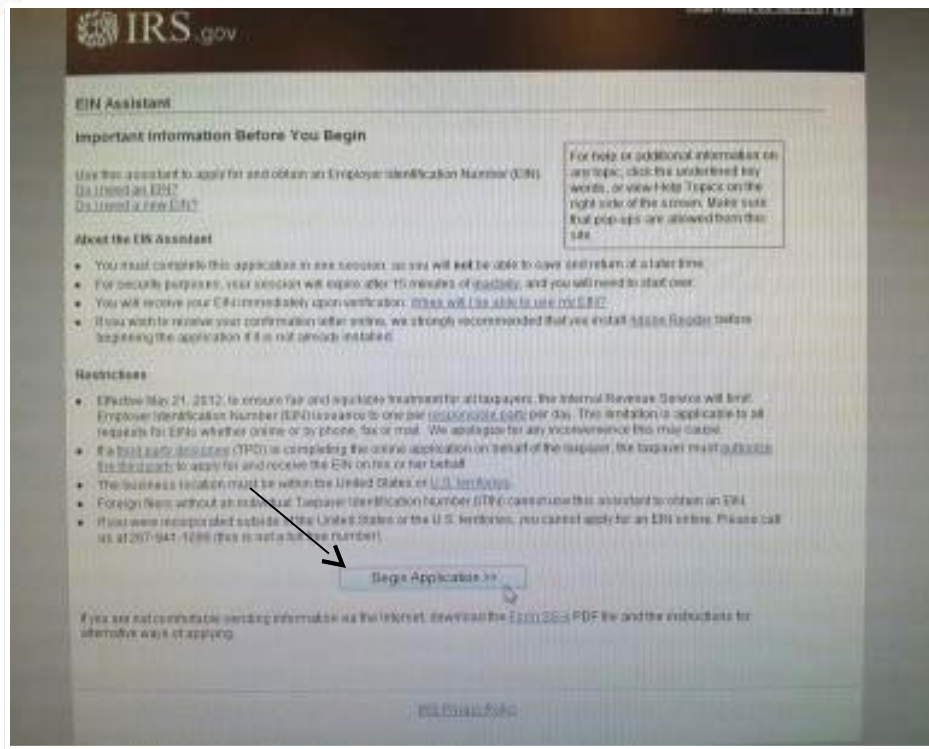 IRS.gov
EIN Assistant
Important Information Before You Begin
Use this assistant to apply for and obtain an Employer Identification Number (EIN).
Do I need an EIN?
Do I need a new EIN?
For help or additional information on
any topic, click the underlined key
words, or view Help Topics on the
right side of the screen. Make sure
that pop-ups are allowed from this
site.
About the EIN Assistant
• You must complete this application in one session, as you will not be able to save and return at a later time.
• For security purposes, your session will expire after 15 minutes of inactivity, and you will need to start over.
• You will receive your EIN immediately upon verification. When will I be able to use my EIN?
• If you wish to receive your confirmation letter online, we strongly recommended that you install Adobe Reader before
beginning the application if it is not already installed.
Restrictions
• Effective May 21, 2012, to ensure fair and equitable treatment for all taxpayers, the Internal Revenue Service will limit
Employer Identification Number (EIN) issuance to one per responsible party per day. This limitation is applicable to all
requests for EINs whether online or by phone, fax or mail. We apologize for any inconvenience this may cause.
• If a third party designee (TPD) is completing the online application on behalf of the taxpayer, the taxpayer must authorize
the third party to apply for and receive the EIN on his or her behalf.
• The business location must be within the United States or U.S. territories.
• Foreign filers without an Individual Taxpayer Identification Number (ITIN) cannot use this assistant to obtain an EIN.
• If you were incorporated outside of the United States or the U.S. territories, you cannot apply for an EIN online. Please call
us at 267-941-1099 (this is not a toll free number).
Begin Application >>
If you are not comfortable sending information via the Internet, download the Form SS-4 PDF file and the instructions for
alternative ways of applying.
IRS Privacy Policy